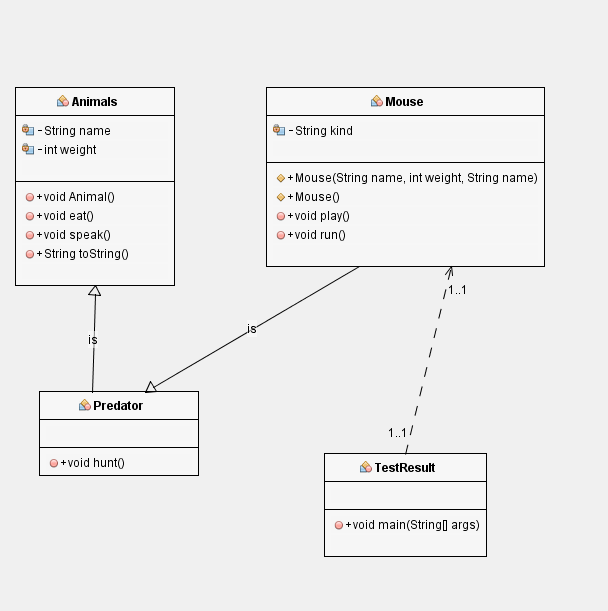 Animals
- String name
- int weight
+ void Animal()
+ void eat()
+ void speak()
+ String toString()
Mouse
- String kind
+ Mouse(String name, int weight, String name)
+ Mouse()
+ void play()
+ void run()
is
is
1..1
1..1
Predator
+ void hunt()
TestResult
+ void main(String[] args)